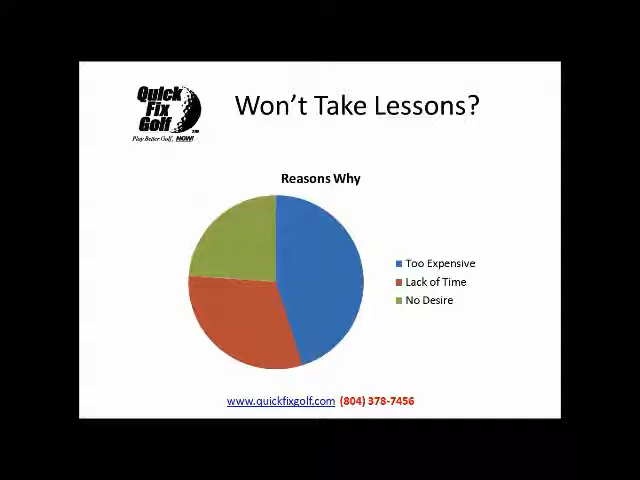 Quick
Fix
Golf
Play Better Golf, NOW!
Won't Take Lessons?
Reasons Why
Too Expensive
Lack of Time
No Desire
www.quickfixgolf.com (804) 378-7456